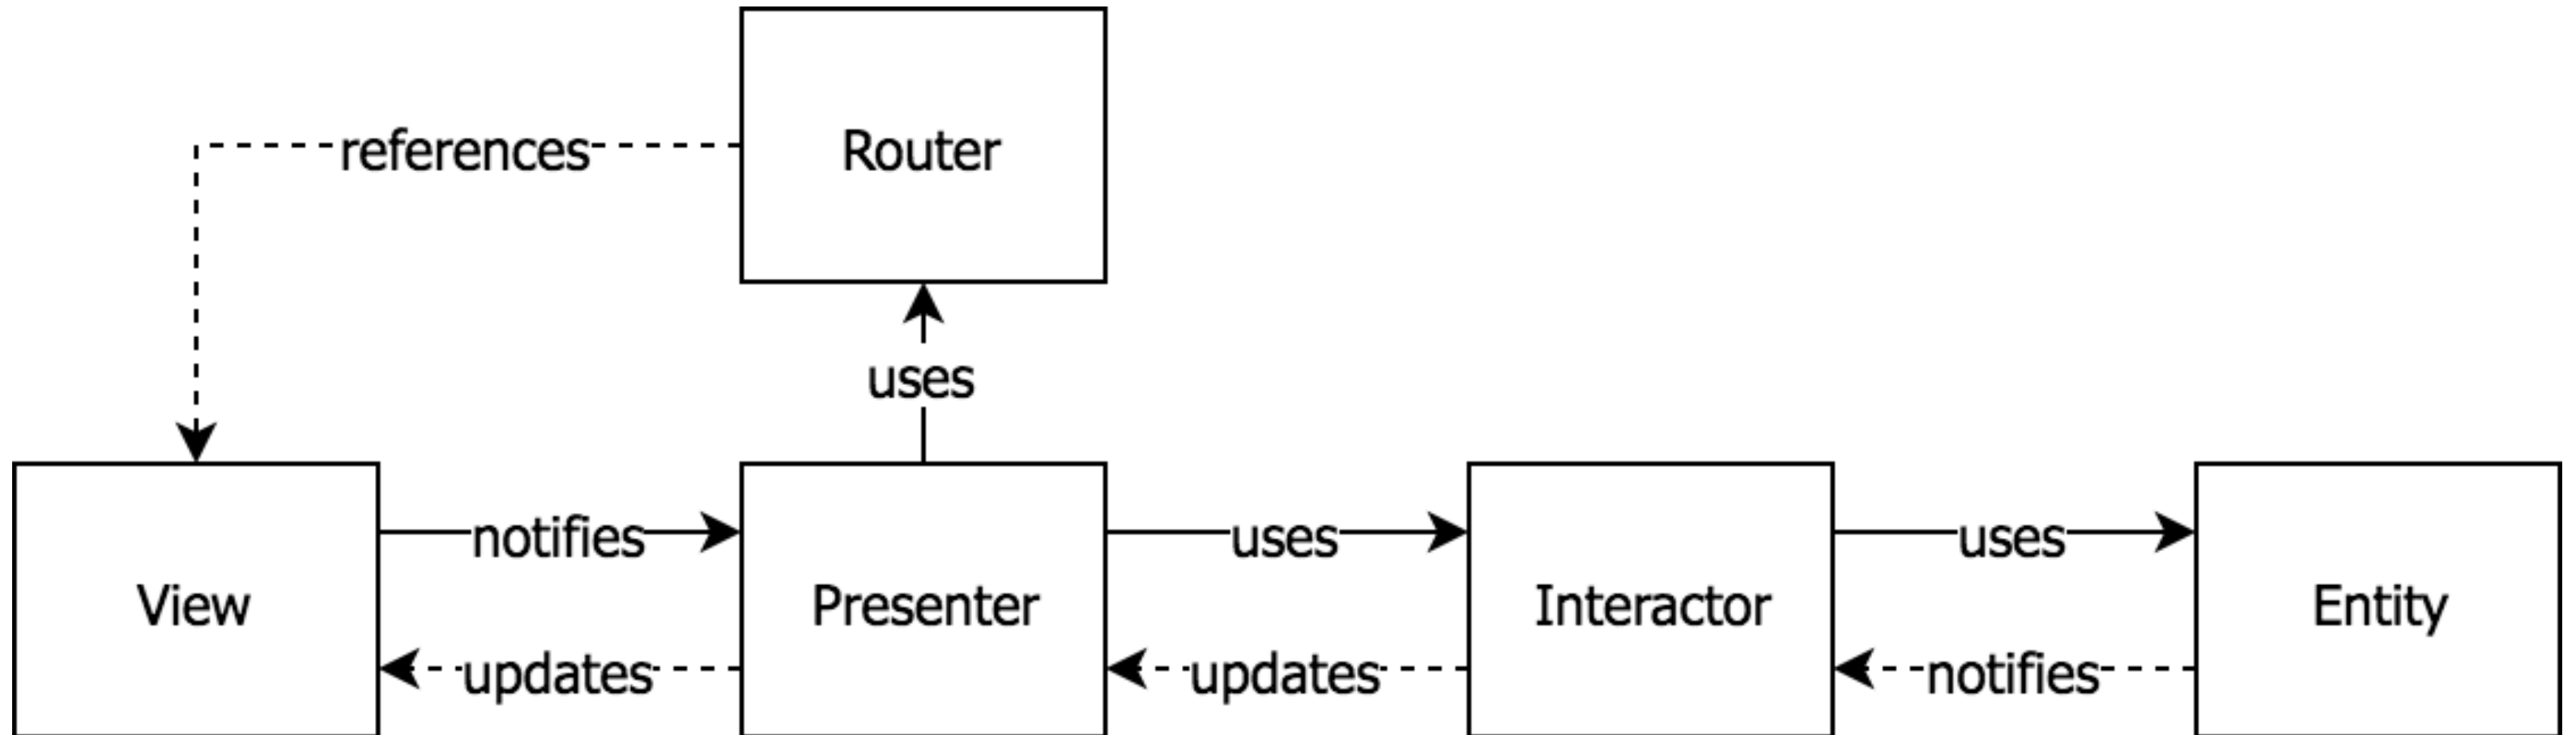 Router
references
uses
View
notifies
updates
Presenter
uses
updates
Interactor
uses
notifies
Entity